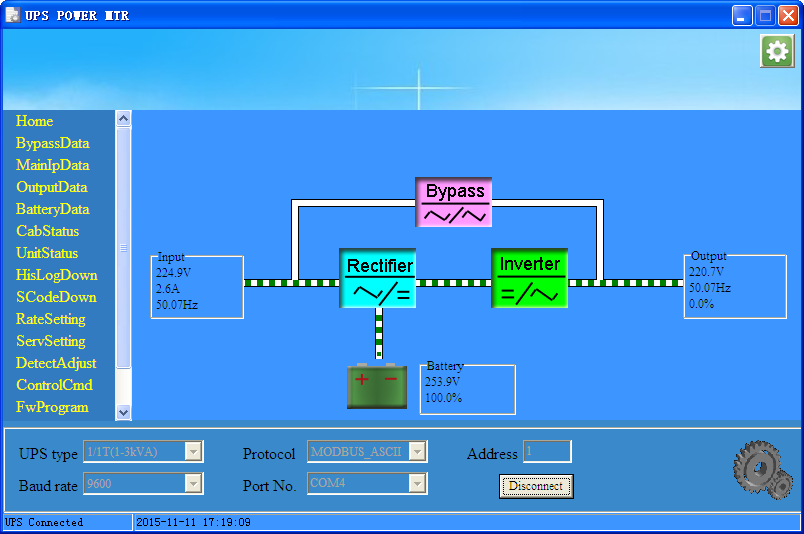 UPS POWER MTR
Home
BypassData
MainIpData
OutputData
BatteryData
CabStatus
UnitStatus
HisLogDown
SCodeDown
RateSetting
ServSetting
DetectAdjust
ControlCmd
FwProgram
Bypass
Input
224.9V
2.6A
50.07Hz
Rectifier
Inverter
Output
220.7V
50.07Hz
0.0%
Battery
253.9V
100.0%
UPS type 1/1T(1-3kVA) Protocol MODBUS_ASCII Address 1
Baud rate 9600 Port No. COM4 Disconnect
UPS Connected 2015-11-11 17:19:09